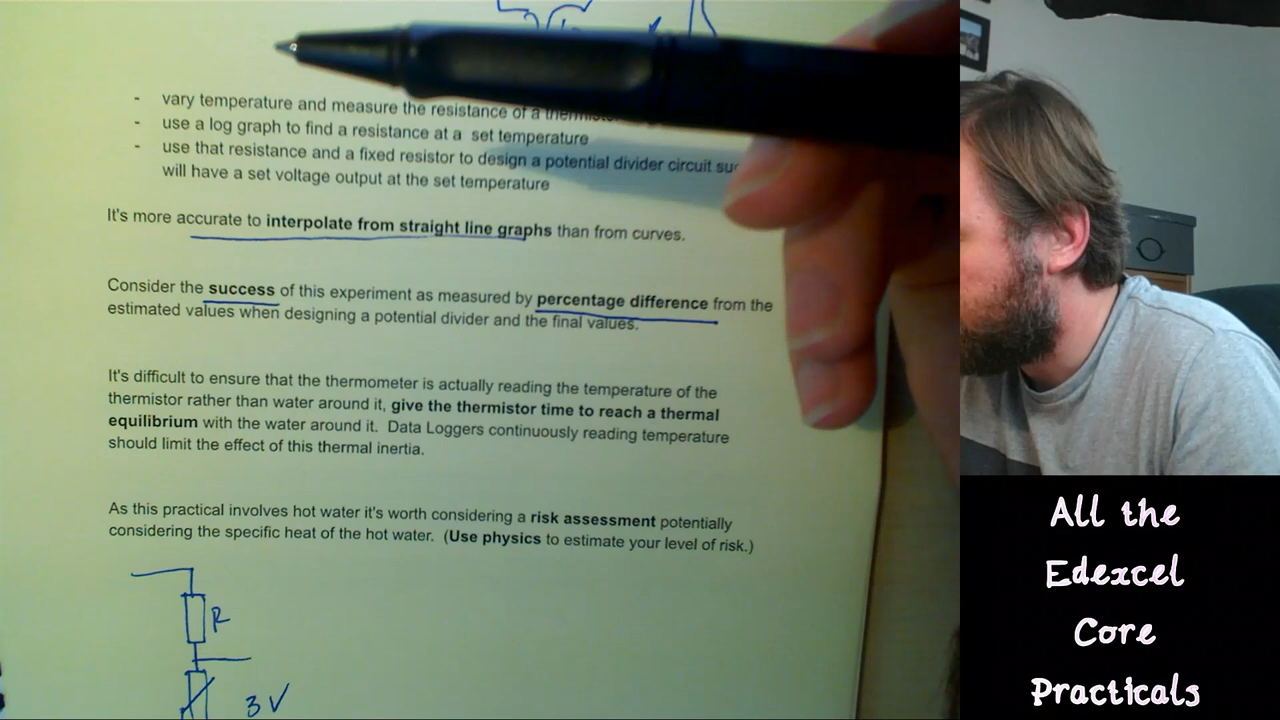 - vary temperature and measure the resistance of a
- use a log graph to find a resistance at a set temperature
- use that resistance and a fixed resistor to design a potential divider circuit
will have a set voltage output at the set temperature
It's more accurate to interpolate from straight line graphs than from curves.
Consider the success of this experiment as measured by percentage difference from the
estimated values when designing a potential divider and the final values.
It's difficult to ensure that the thermometer is actually reading the temperature of the
thermistor rather than water around it, give the thermistor time to reach a thermal
equilibrium with the water around it. Data Loggers continuously reading temperature
should limit the effect of this thermal inertia.
As this practical involves hot water it's worth considering a risk assessment potentially
considering the specific heat of the hot water. (Use physics to estimate your level of risk.)
R
3V
All the
Edexcel
Core
Practicals